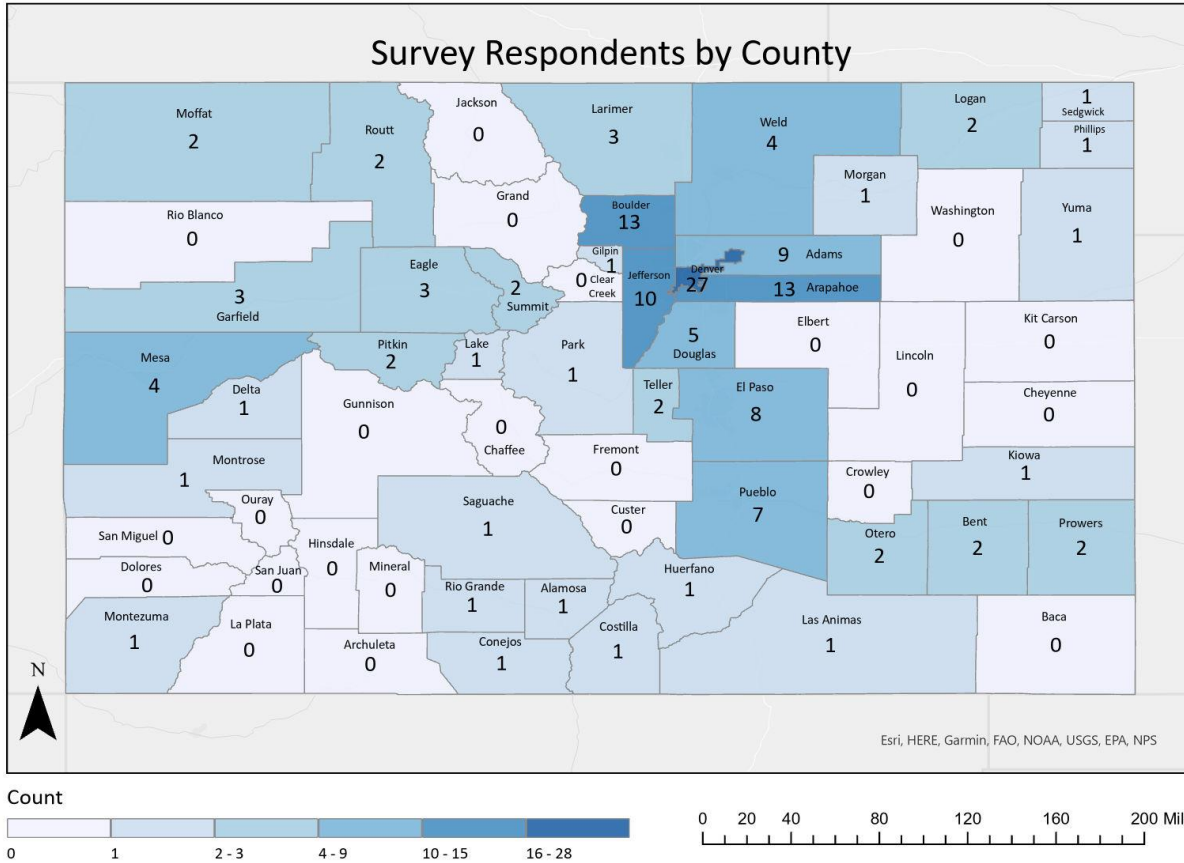 Survey Respondents by County
Moffat
2
Routt
2
Jackson
0
Larimer
3
Weld
4
Logan
2
1
Sedgwick
Phillips
1
Morgan
1
Washington
0
Yuma
1
Grand
0
Rio Blanco
0
Boulder
13
Gilpin
1
0 Clear
Creek
Jefferson
10
Denver
27
9 Adams
13 Arapahoe
Eagle
3
2
Summit
3
Garfield
Elbert
0
Kit Carson
0
Lincoln
0
5
Douglas
Mesa
4
Pitkin
2
Lake
1
Park
1
Teller
2
El Paso
8
Cheyenne
0
Delta
1
Gunnison
0
0
Chaffee
Fremont
0
Kiowa
1
Montrose
1
Ouray
0
Saguache
1
Custer
0
Pueblo
7
Crowley
0
Otero
2
Bent
2
Prowers
2
San Miguel 0
Dolores
0
San Juan
0
Hinsdale
0
Mineral
0
Rio Grande
1
Alamosa
1
Huerfano
1
Montezuma
1
La Plata
0
Archuleta
0
Conejos
1
Costilla
1
Las Animas
1
Baca
0
N
Esri, HERE, Garmin, FAO, NOAA, USGS, EPA, NPS
Count
0 1 2 - 3 4 - 9 10 - 15 16 - 28
0 20 40 80 120 160 200 Mil